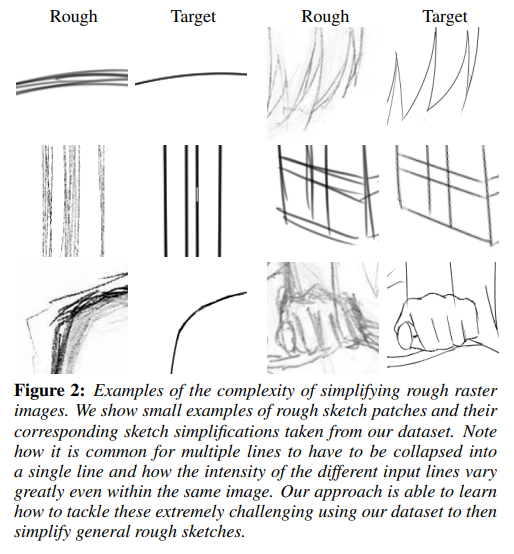 Rough Target Rough Target
Figure 2: Examples of the complexity of simplifying rough raster
images. We show small examples of rough sketch patches and their
corresponding sketch simplifications taken from our dataset. Note
how it is common for multiple lines to have to be collapsed into
a single line and how the intensity of the different input lines vary
greatly even within the same image. Our approach is able to learn
how to tackle these extremely challenging using our dataset to then
simplify general rough sketches.